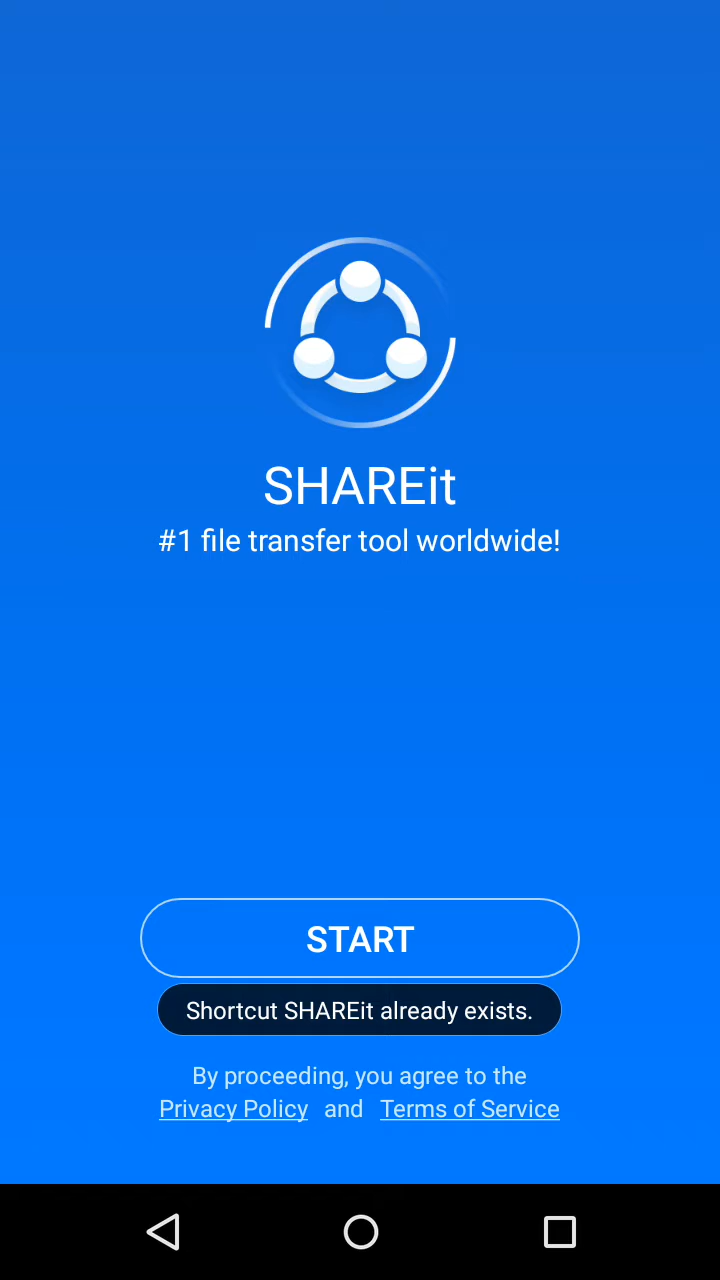 SHAREit
#1 file transfer tool worldwide!
START
Shortcut SHAREit already exists.
By proceeding, you agree to the
Privacy Policy and Terms of Service